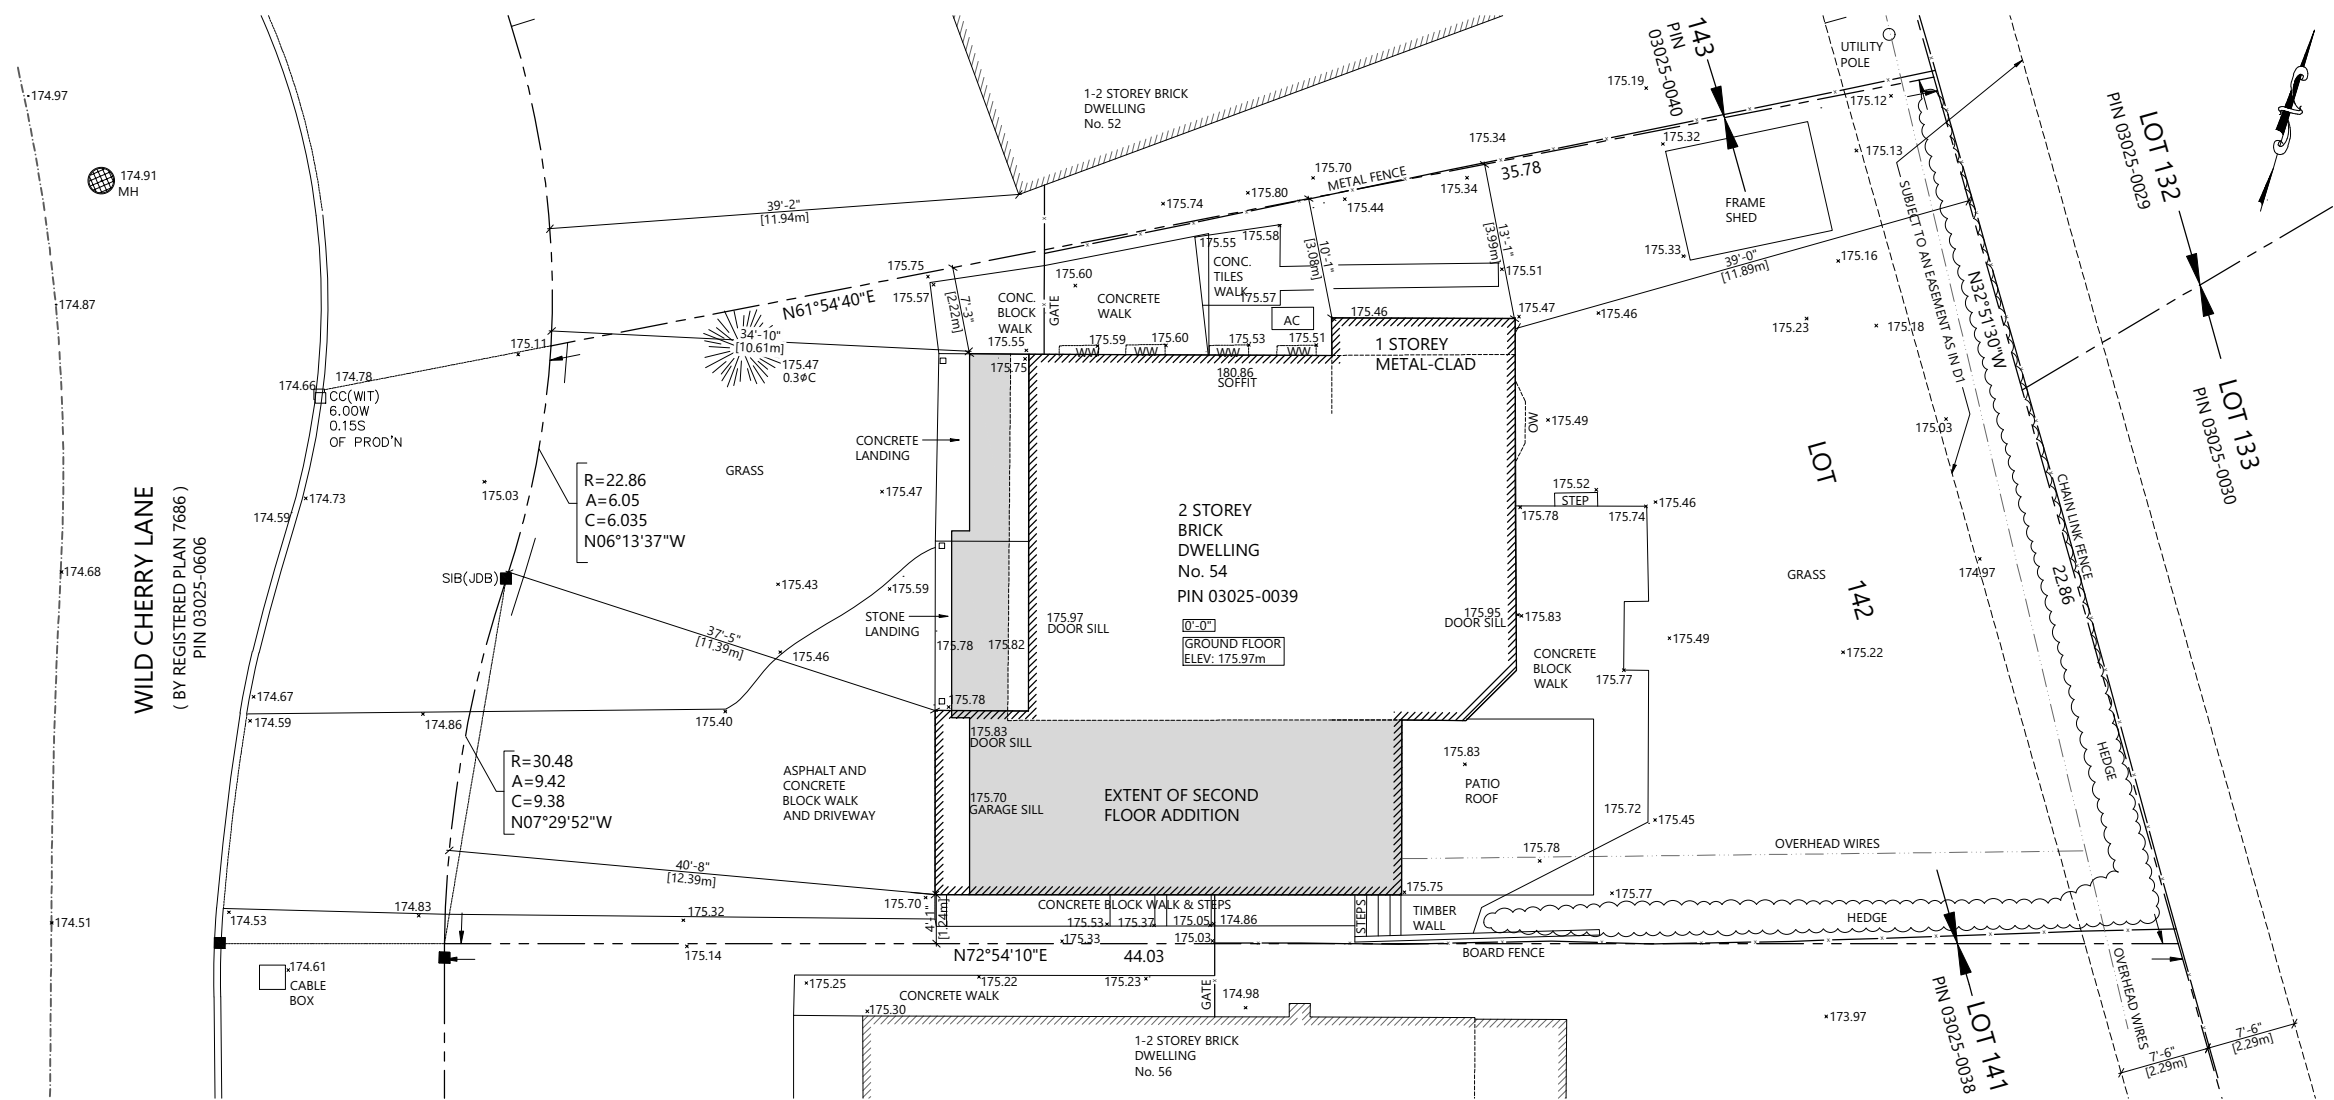 174.97
174.91
MH
174.87
174.68
174.51
WILD CHERRY LANE
( BY REGISTERED PLAN 7686 )
PIN 03025-0606
1-2 STOREY BRICK
DWELLING
No. 52
39'-2"
[11.94m]
N61°54'40"E
35.78
METAL FENCE
143
PIN
03025-0040
UTILITY
POLE
175.19
175.12
175.34
175.32
175.13
175.70
175.80
175.34
175.44
175.74
FRAME
SHED
175.33
175.16
39'-0"
[11.89m]
SUBJECT TO AN EASEMENT AS IN D1
N32°51'30"W
LOT 132
PIN 03025-0029
LOT 133
PIN 03025-0030
175.75
175.57
7'-3"
[2.22m]
CONC.
BLOCK
WALK
175.55
GATE
175.60
CONCRETE
WALK
175.55
175.58
CONC.
TILES
WALK
175.57
AC
10'-1"
[3.08m]
13'-1"
[3.99m]
175.51
175.47
175.46
175.46
175.23
175.18
175.59
175.60
175.53
175.51
WW
WW
WW
WW
180.86
SOFFIT
1 STOREY
METAL-CLAD
175.75
34'-10"
[10.61m]
175.47
0.3øC
175.11
174.78
174.66
CC(WIT)
6.00W
0.15S
OF PROD'N
174.73
174.59
175.03
R=22.86
A=6.05
C=6.035
N06°13'37"W
GRASS
CONCRETE
LANDING
175.47
WO
175.49
175.03
LOT
142
CHAIN LINK FENCE
22.86
175.52
STEP
175.46
175.78
175.74
2 STOREY
BRICK
DWELLING
No. 54
PIN 03025-0039
0'-0"
GROUND FLOOR
ELEV: 175.97m
SIB(JDB)
175.43
175.59
STONE
LANDING
175.78
175.82
175.97
DOOR SILL
175.95
DOOR SILL
175.83
GRASS
174.97
175.49
175.22
37'-5"
[11.39m]
175.46
CONCRETE
BLOCK
WALK
175.77
174.67
174.59
174.86
175.40
175.78
175.83
DOOR SILL
R=30.48
A=9.42
C=9.38
N07°29'52"W
ASPHALT AND
CONCRETE
BLOCK WALK
AND DRIVEWAY
175.70
GARAGE SILL
EXTENT OF SECOND
FLOOR ADDITION
175.83
PATIO
ROOF
175.72
175.45
HEDGE
OVERHEAD WIRES
175.78
40'-8"
[12.39m]
175.75
175.77
174.53
174.83
175.32
175.70
4'-1"
[1.24m]
CONCRETE BLOCK WALK & STEPS
175.53
175.37
175.05
174.86
STEPS
TIMBER
WALL
HEDGE
175.33
175.03
175.14
N72°54'10"E
44.03
BOARD FENCE
174.61
CABLE
BOX
175.25
175.22
175.23
CONCRETE WALK
GATE
174.98
175.30
1-2 STOREY BRICK
DWELLING
No. 56
173.97
LOT 141
PIN 03025-0038
OVERHEAD WIRES
7'-6"
[2.29m]
7'-6"
[2.29m]